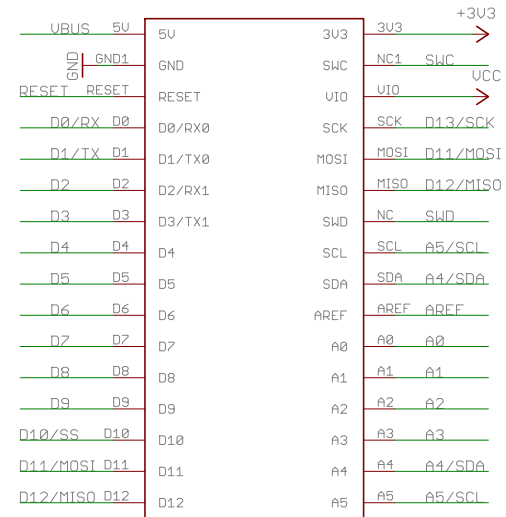 +3V3
VBUS 5V 5V 3V3 3V3
GND GND1 GND SWC NC1 SWC
VCC
RESET RESET RESET VIO VIO
D0/RX D0 D0/RX0 SCK SCK D13/SCK
D1/TX D1 D1/TX0 MOSI MOSI D11/MOSI
D2 D2 D2/RX1 MISO MISO D12/MISO
D3 D3 D3/TX1 SWD NC SWD
D4 D4 D4 SCL SCL A5/SCL
D5 D5 D5 SDA SDA A4/SDA
D6 D6 D6 AREF AREF AREF
D7 D7 D7 A0 A0 A0
D8 D8 D8 A1 A1 A1
D9 D9 D9 A2 A2 A2
D10/SS D10 D10 A3 A3 A3
D11/MOSI D11 D11 A4 A4 A4/SDA
D12/MISO D12 D12 A5 A5 A5/SCL